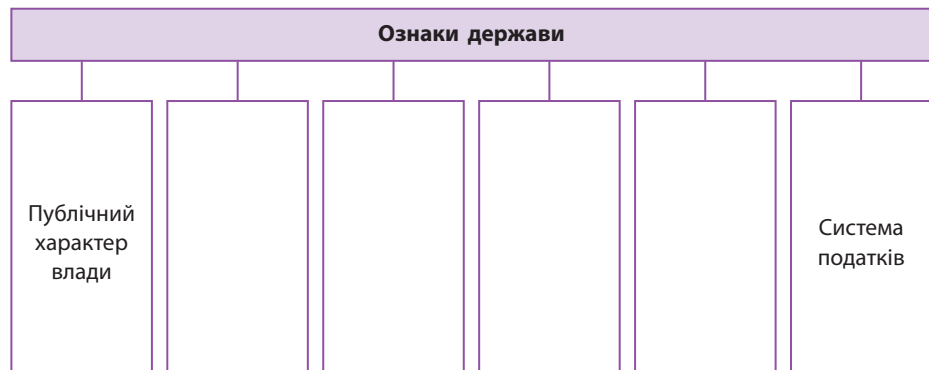 Ознаки держави
Публічний
характер
влади
Система
податків